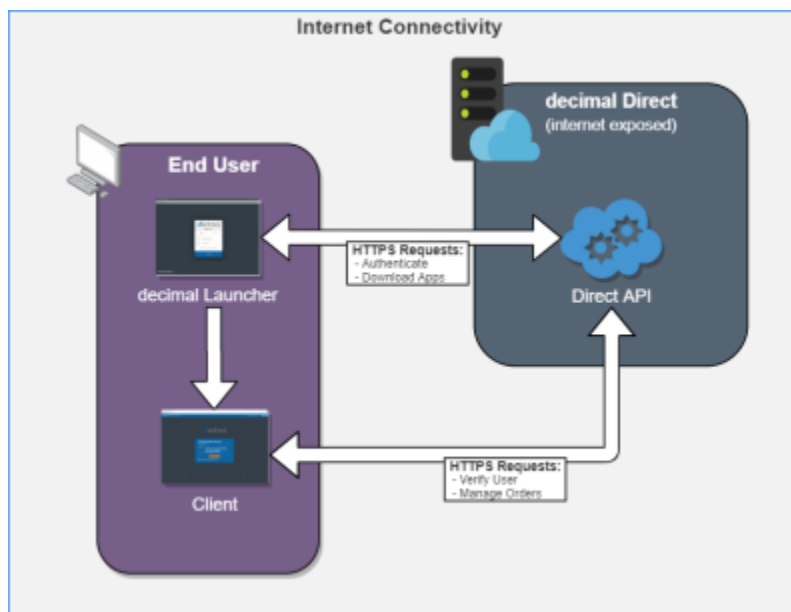 Internet Connectivity
decimal Direct
(internet exposed)
End User
HTTPS Requests:
- Authenticate
- Download Apps
decimal Launcher
Direct API
HTTPS Requests:
- Verify User
- Manage Orders
Client